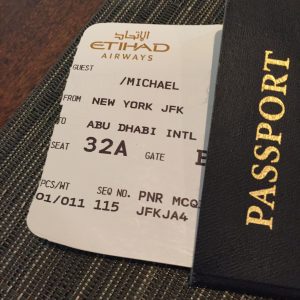 الإتحاد
ETIHAD
AIRWAYS
GUEST
/MICHAEL
FROM NEW YORK JFK
TO ABU DHABI INTL
SEAT 32A GATE
PCS/WT SEQ NO. PNR MCQ
01/011 115 JFKJA4
PASSPORT